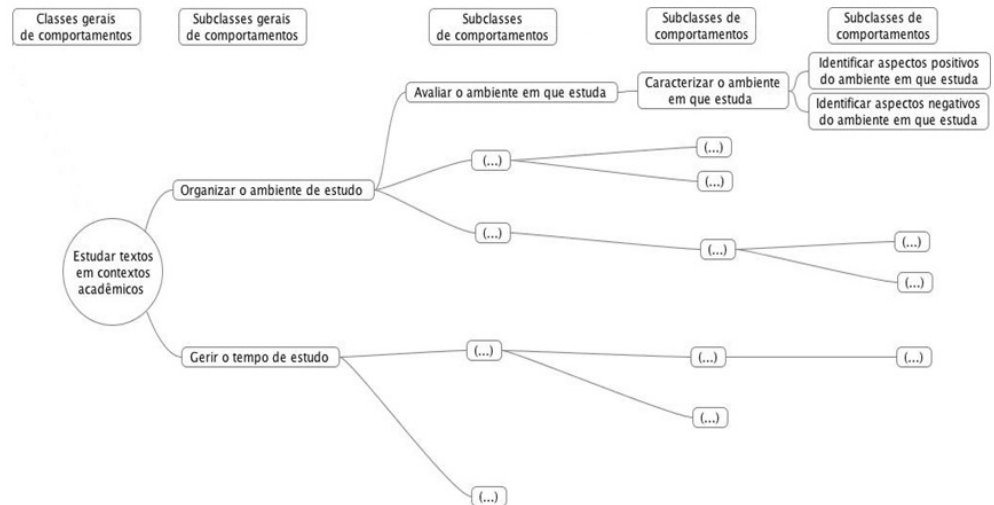 Classes gerais
de comportamentos
Subclasses gerais
de comportamentos
Subclasses
de comportamentos
Subclasses de
comportamentos
Subclasses de
comportamentos
Identificar aspectos positivos
do ambiente em que estuda
Avaliar o ambiente em que estuda
Caracterizar o ambiente
em que estuda
Identificar aspectos negativos
do ambiente em que estuda
(...)
(...)
(...)
Organizar o ambiente de estudo
(...)
(...)
(...)
(...)
Estudar textos
em contextos
acadêmicos
Gerir o tempo de estudo
(...)
(...)
(...)
(...)
(...)